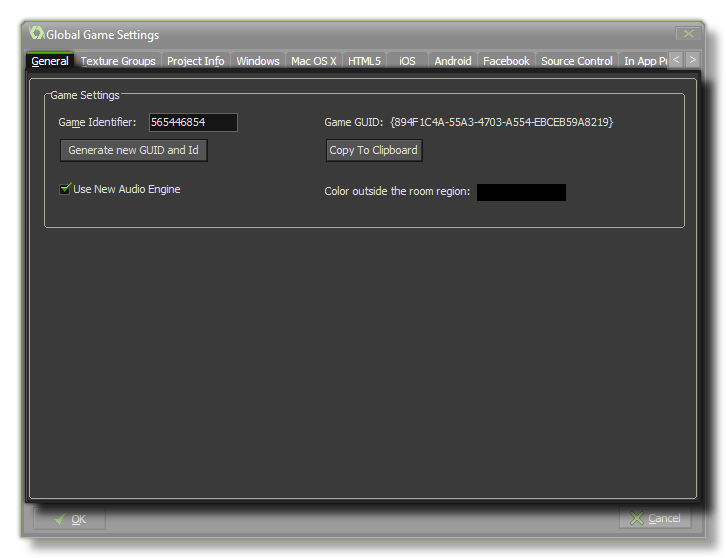 Global Game Settings
General Texture Groups Project Info Windows Mac OS X HTML5 iOS Android Facebook Source Control In App < >
Game Settings
Game Identifier: 565446854 Game GUID: {894F1C4A-55A3-4703-A554-EBCEB59A8219}
Generate new GUID and Id Copy To Clipboard
Use New Audio Engine Color outside the room region:
OK Cancel